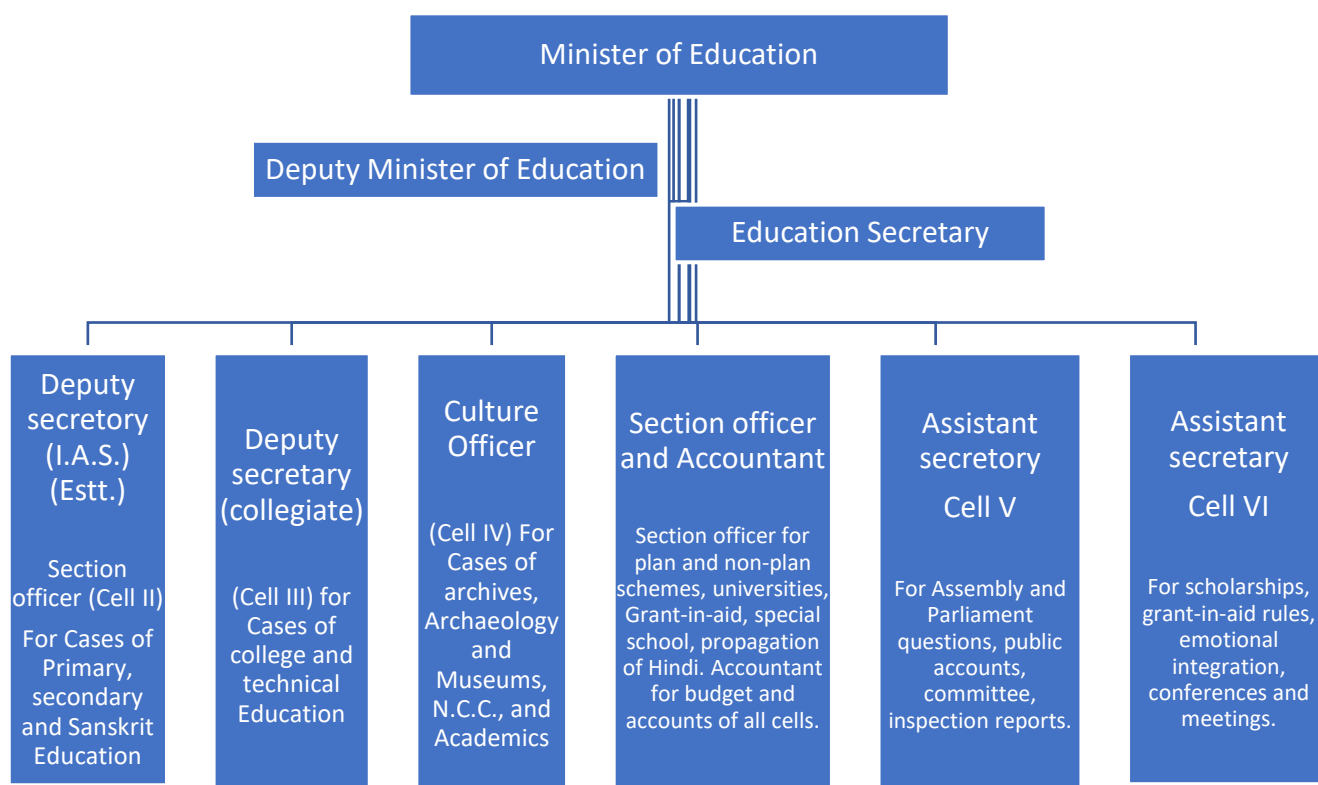 Minister of Education
Deputy Minister of Education
Education Secretary
Deputy
secretory
(I.A.S.)
(Estt.)
Section
officer (Cell II)
For Cases of
Primary,
secondary
and Sanskrit
Education
Deputy
secretary
(collegiate)
(Cell III) for
Cases of
college and
technical
Education
Culture
Officer
(Cell IV) For
Cases of
archives,
Archaeology
and
Museums,
N.C.C., and
Academics
Section officer
and Accountant
Section officer for
plan and non-plan
schemes, universities,
Grant-in-aid, special
school, propagation
of Hindi. Accountant
for budget and
accounts of all cells.
Assistant
secretory
Cell V
For Assembly and
Parliament
questions, public
accounts,
committee,
inspection reports.
Assistant
secretary
Cell VI
For scholarships,
grant-in-aid rules,
emotional
integration,
conferences and
meetings.